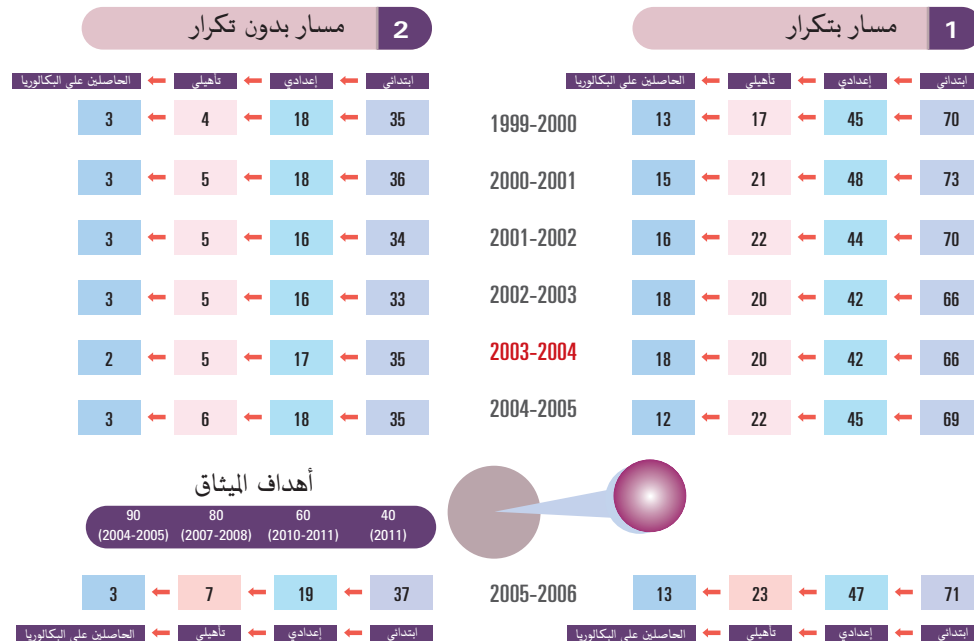 1 مسار بتكرار
2 مسار بدون تكرار
ابتدائي إعدادي تأهيلي الحاصلين على البكالوريا ابتدائي إعدادي تأهيلي الحاصلين على البكالوريا
70 45 17 13 1999-2000 35 18 4 3
73 48 21 15 2000-2001 36 18 5 3
70 44 22 16 2001-2002 34 16 5 3
66 42 20 18 2002-2003 33 16 5 3
66 42 20 18 2003-2004 35 17 5 2
69 45 22 12 2004-2005 35 18 6 3
أهداف الميثاق
90 80 60 40
(2004-2005) (2007-2008) (2010-2011) (2011)
71 47 23 13 2005-2006 37 19 7 3
ابتدائي إعدادي تأهيلي الحاصلين على البكالوريا ابتدائي إعدادي تأهيلي الحاصلين على البكالوريا